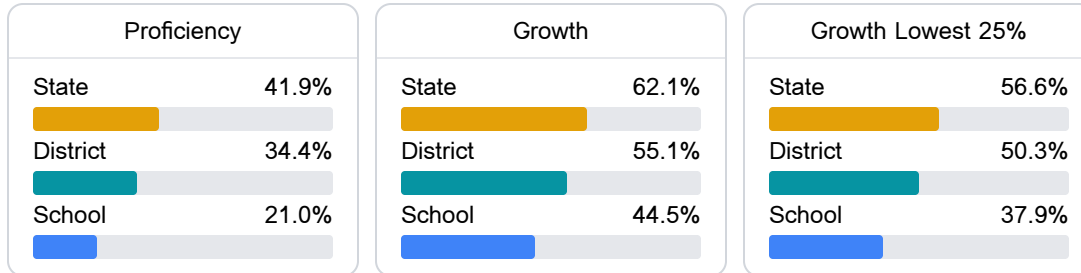 Proficiency
State 41.9%
District 34.4%
School 21.0%
Growth
State 62.1%
District 55.1%
School 44.5%
Growth Lowest 25%
State 56.6%
District 50.3%
School 37.9%